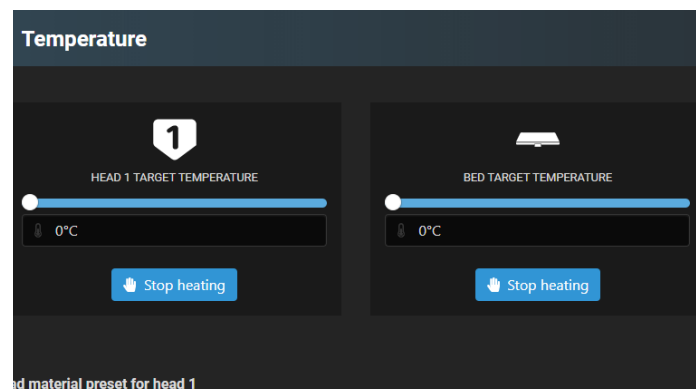 Temperature
1
HEAD 1 TARGET TEMPERATURE
0°C
Stop heating
BED TARGET TEMPERATURE
0°C
Stop heating
material preset for head 1